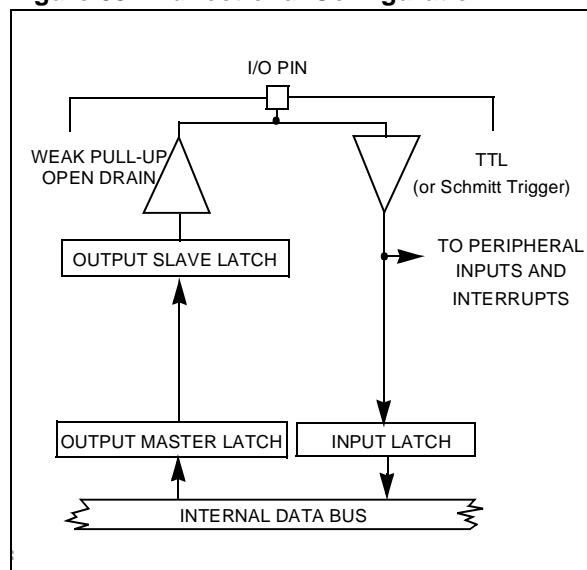 I/O PIN
WEAK PULL-UP
OPEN DRAIN
TTL
(or Schmitt Trigger)
OUTPUT SLAVE LATCH
TO PERIPHERAL
INPUTS AND
INTERRUPTS
OUTPUT MASTER LATCH
INPUT LATCH
INTERNAL DATA BUS